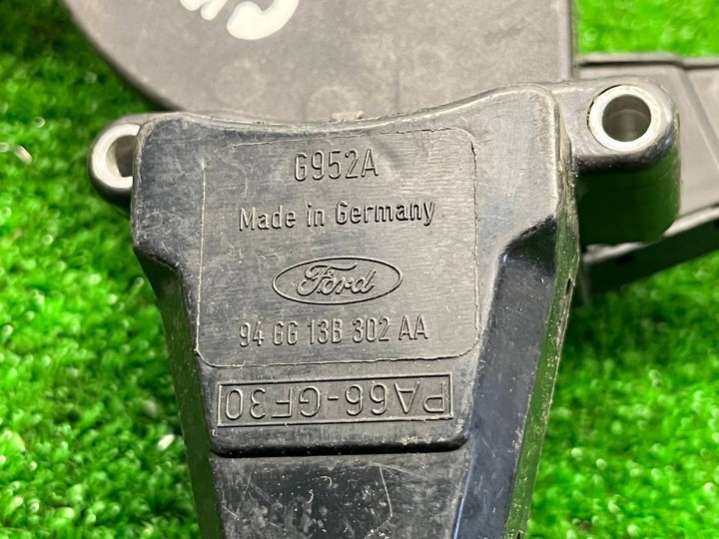 G952A
Made in Germany
Ford
94 GG 13B 302 AA
PA66-GF30